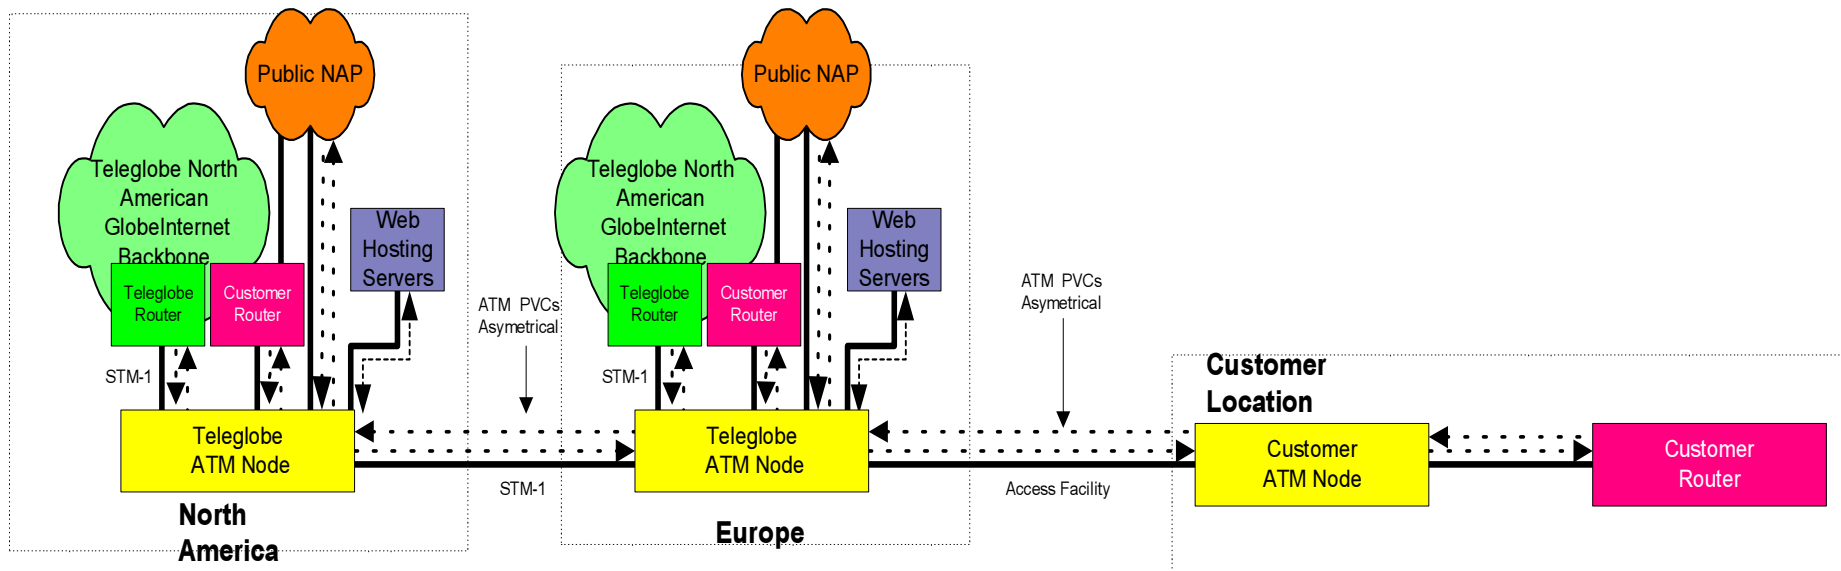 Public NAP
Teleglobe North
American
GlobeInternet
Backbone
Web
Hosting
Servers
Teleglobe
Router
Customer
Router
STM-1
Teleglobe
ATM Node
North
America
ATM PVCs
Asymetrical
STM-1
Public NAP
Teleglobe North
American
GlobeInternet
Backbone
Web
Hosting
Servers
Teleglobe
Router
Customer
Router
STM-1
Teleglobe
ATM Node
Europe
ATM PVCs
Asymetrical
Access Facility
Customer
Location
Customer
ATM Node
Customer
Router